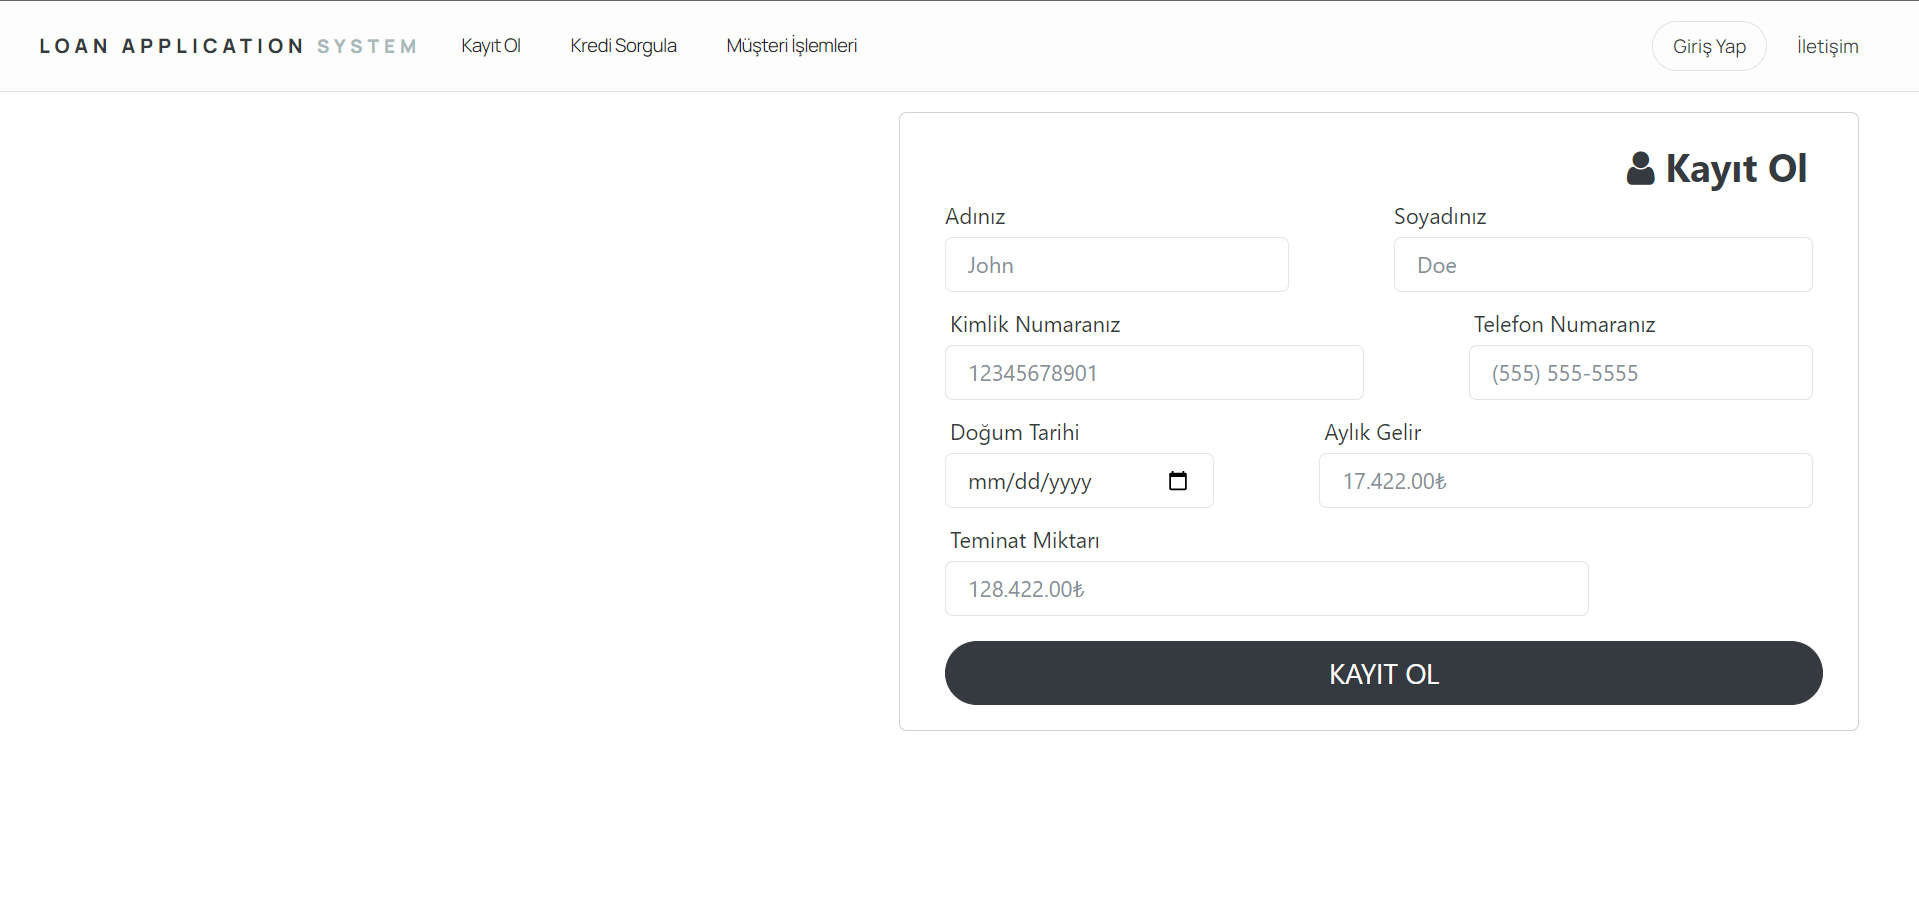 LOAN APPLICATION SYSTEM Kayıt Ol Kredi Sorgula Müşteri İşlemleri Giriş Yap İletişim
Kayıt Ol
Adınız Soyadınız
John Doe
Kimlik Numaranız Telefon Numaranız
12345678901 (555) 555-5555
Doğum Tarihi Aylık Gelir
mm/dd/yyyy 17.422.00₺
Teminat Miktarı
128.422.00₺
KAYIT OL